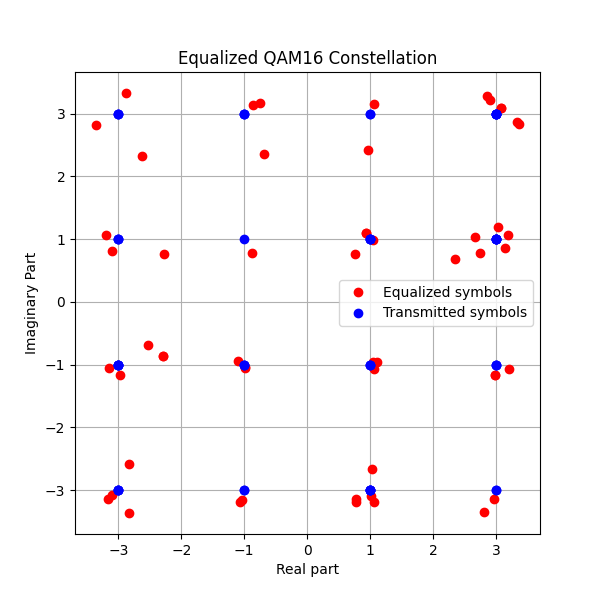 Equalized QAM16 Constellation
3
2
1
0
−1
−2
−3
Imaginary Part
Equalized symbols
Transmitted symbols
−3 −2 −1 0 1 2 3
Real part